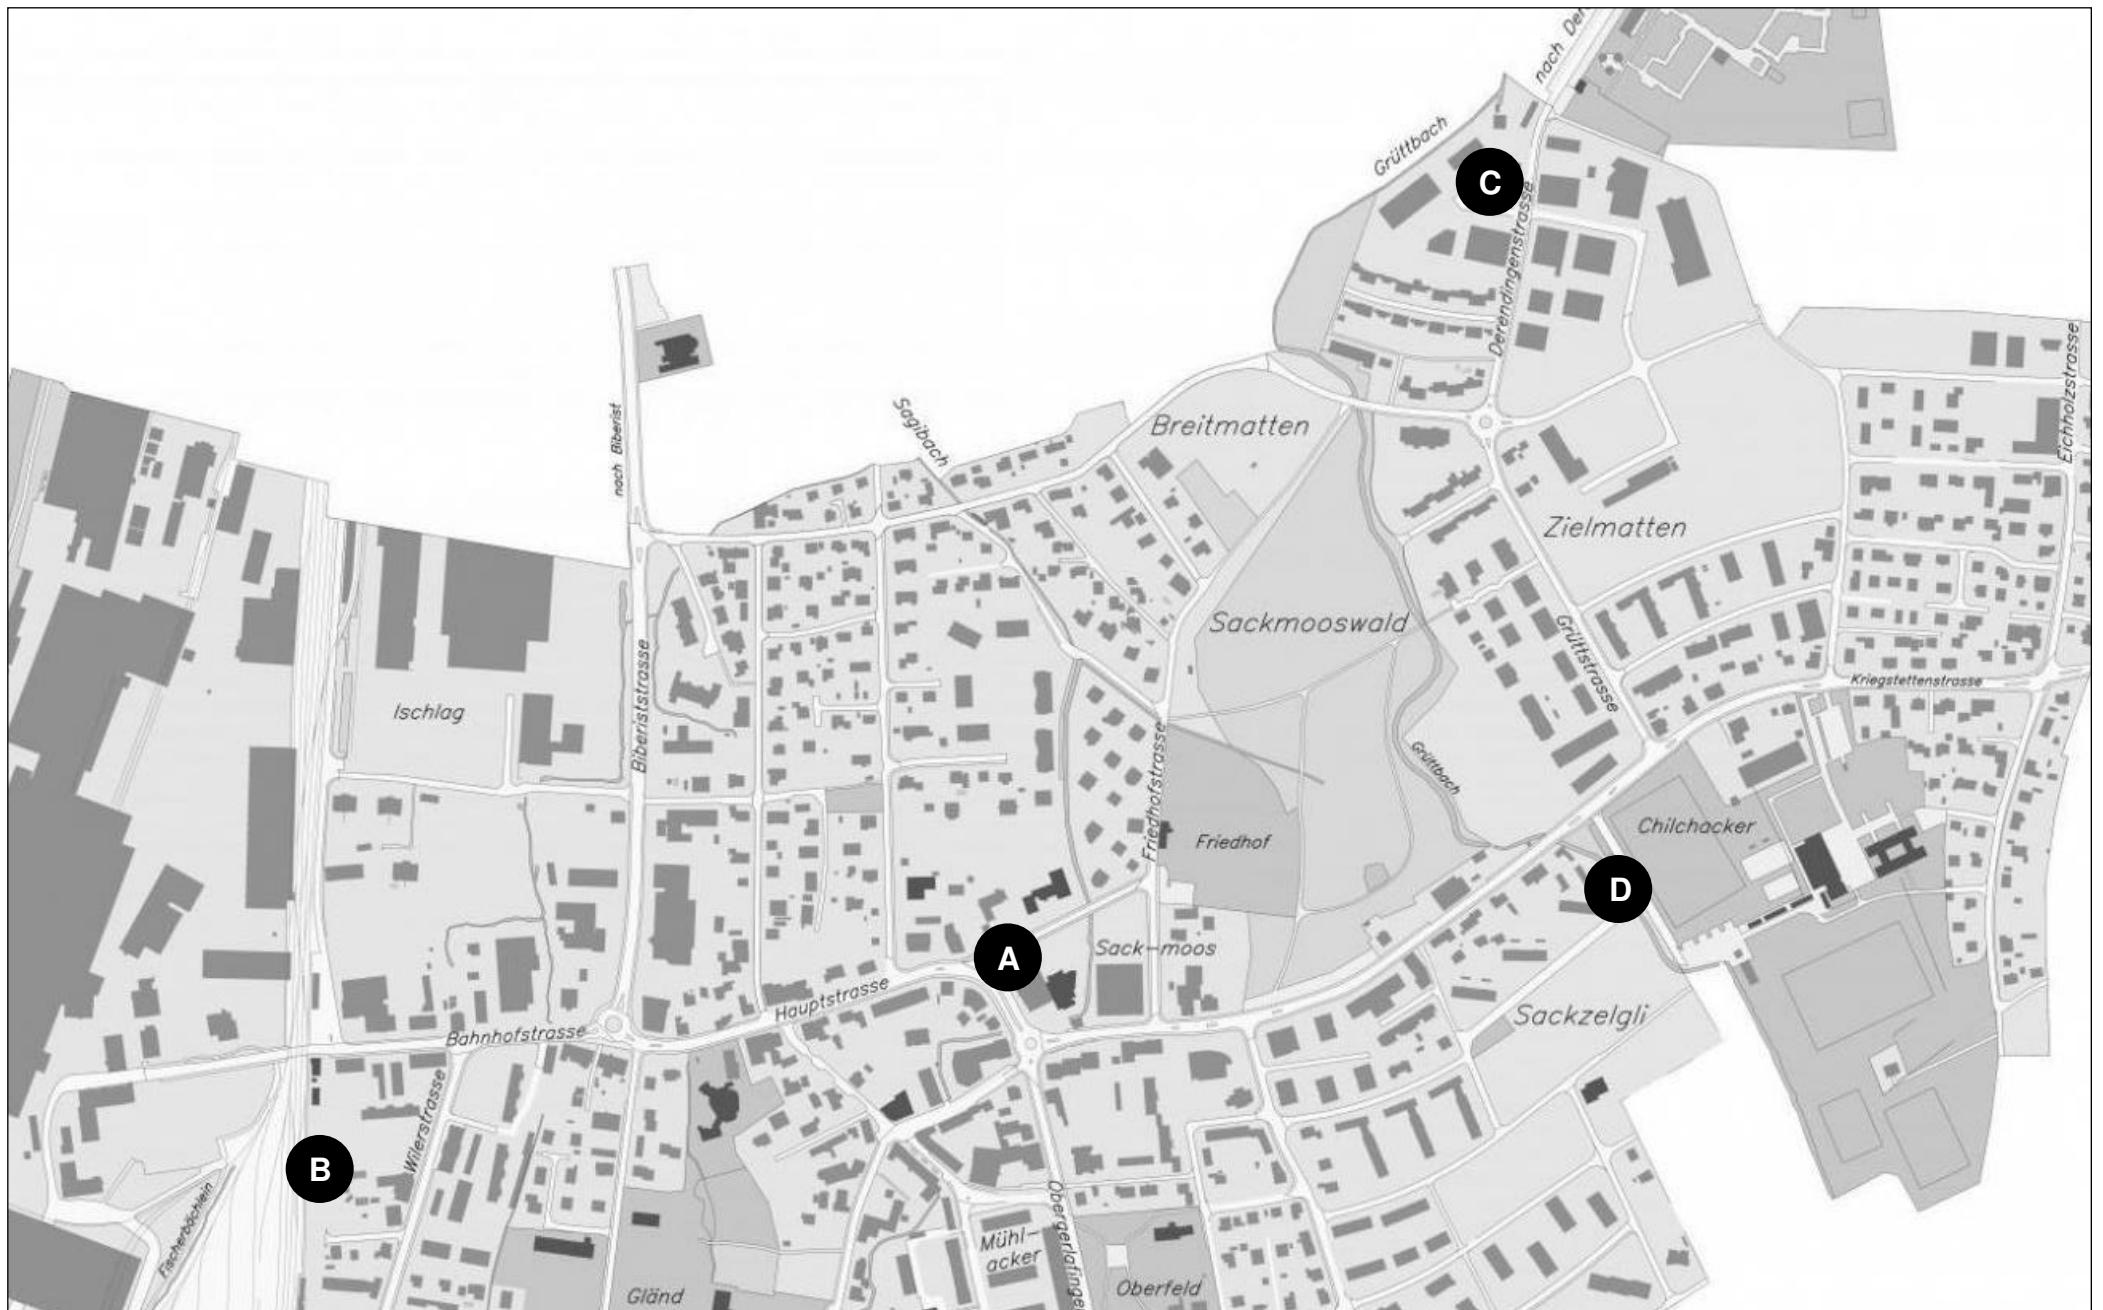 nach Der
Grüttbach
C
Derendingenstrasse
Eichholzstrasse
nach Biberist
Sagibach
Breitmatten
Zielmatten
Sackmooswald
Grüttstrasse
Kriegstettenstrasse
Ischlag
Biberiststrasse
Friedhofstrasse
Grüttbach
Friedhof
Chilchacker
D
A
Sack-moos
Hauptstrasse
Sackzelgli
Bahnhofstrasse
Wilerstrasse
B
Fischerbächlein
Obergerlafinge
Mühl-
acker
Gländ
Oberfeld